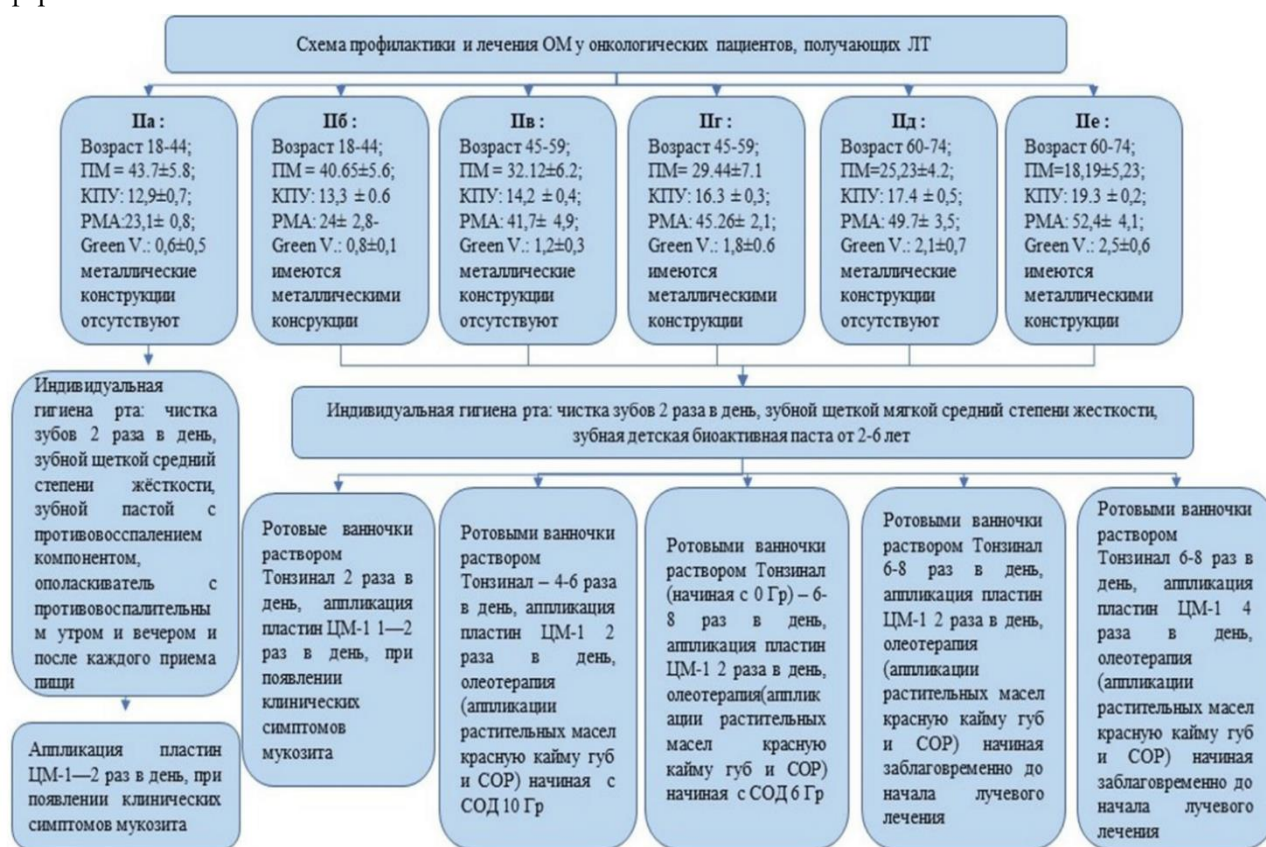 Схема профилактики и лечения ОМ у онкологических пациентов, получающих ЛТ
IIа :
Возраст 18-44;
ПМ = 43.7±5.8;
КПУ: 12,9±0,7;
РМА:23,1± 0,8;
Green V.: 0,6±0,5
металлические
конструкции
отсутствуют
IIб :
Возраст 18-44;
ПМ = 40.65±5.6;
КПУ: 13,3 ± 0.6
РМА: 24± 2,8-
Green V.: 0,8±0,1
имеются
металлическими
консрукции
IIв :
Возраст 45-59;
ПМ = 32.12±6.2;
КПУ: 14,2 ± 0,4;
РМА: 41,7± 4,9;
Green V.: 1,2±0,3
металлические
конструкции
отсутствуют
IIг :
Возраст 45-59;
ПМ= 29.44±7.1
КПУ: 16.3 ± 0,3;
РМА: 45.26± 2,1;
Green V.: 1,8±0.6
имеются
металлическими
конструкции
IIд :
Возраст 60-74;
ПМ=25,23±4.2;
КПУ: 17.4 ± 0,5;
РМА: 49.7± 3,5;
Green V.: 2,1±0,7
металлические
конструкции
отсутствуют
IIе :
Возраст 60-74;
ПМ=18,19±5,23;
КПУ: 19.3 ± 0,2;
РМА: 52,4± 4,1;
Green V.: 2,5±0,6
имеются
металлическими
конструкции
Индивидуальная
гигиена рта: чистка
зубов 2 раза в день,
зубной щеткой средний
степени жёсткости,
зубной пастой с
противовосспалением
компонентом,
ополаскиватель с
противовоспалительны
м утром и вечером и
после каждого приема
пищи
Аппликация пластин
ЦМ-1—2 раз в день, при
появлении клинических
симптомов мукозита
Индивидуальная гигиена рта: чистка зубов 2 раза в день, зубной щеткой мягкой средний степени жесткости,
зубная детская биоактивная паста от 2-6 лет
Ротовые ванночки
раствором
Тонзинал 2 раза в
день, аппликация
пластин ЦМ-1 1—2
раз в день, при
появлении
клинических
симптомов
мукозита
Ротовыми ванночки
раствором
Тонзинал – 4-6 раза
в день, аппликация
пластин ЦМ-1 2
раза в день,
олеотерапия
(аппликации
растительных масел
красную кайму губ
и СОР) начиная с
СОД 10 Гр
Ротовыми ванночки
раствором Тонзинал
(начиная с 0 Гр) – 6-
8 раз в день,
аппликация пластин
ЦМ-1 2 раза в день,
олеотерапия(апплик
ации растительных
масел красную
кайму губ и СОР)
начиная с СОД 6 Гр
Ротовыми ванночки
раствором Тонзинал
6-8 раз в день,
аппликация пластин
ЦМ-1 2 раза в день,
олеотерапия
(аппликации
растительных масел
красную кайму губ
и СОР) начиная
заблаговременно до
начала лучевого
лечения
Ротовыми ванночки
раствором
Тонзинал 6-8 раз в
день, аппликация
пластин ЦМ-1 4
раза в день,
олеотерапия
(аппликации
растительных масел
красную кайму губ
и СОР) начиная
заблаговременно до
начала лучевого
лечения